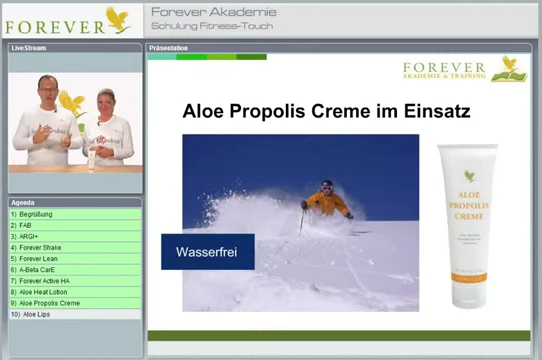 FOREVER
Forever Akademie
Schulung Fitness-Touch
LiveStream
Präsentation
FOREVER
AKADEMIE & TRAINING
Aloe Propolis Creme im Einsatz
Wasserfrei
ALOE
PROPOLIS
CREME
Agenda
1) Begrüßung
2) FAB
3) ARGI+
4) Forever Shake
5) Forever Lean
6) A-Beta CarE
7) Forever Active HA
8) Aloe Heat Lotion
9) Aloe Propolis Creme
10) Aloe Lips